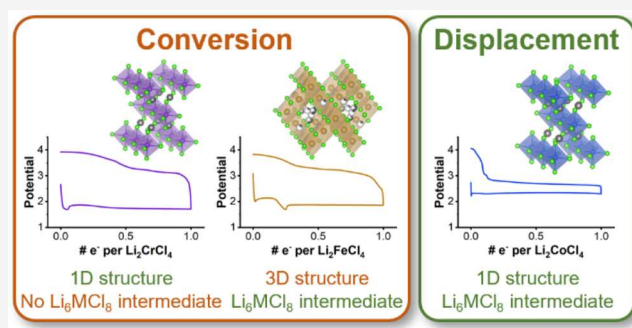 Conversion
Displacement
Potential
4
3
2
1
0.0 0.5 1.0
# e⁻ per Li₂CrCl₄
1D structure
No Li₆MCl₈ intermediate
Potential
4
3
2
1
0.0 0.5 1.0
# e⁻ per Li₂FeCl₄
3D structure
Li₆MCl₈ intermediate
Potential
4
3
2
1
0.0 0.5 1.0
# e⁻ per Li₂CoCl₄
1D structure
Li₆MCl₈ intermediate